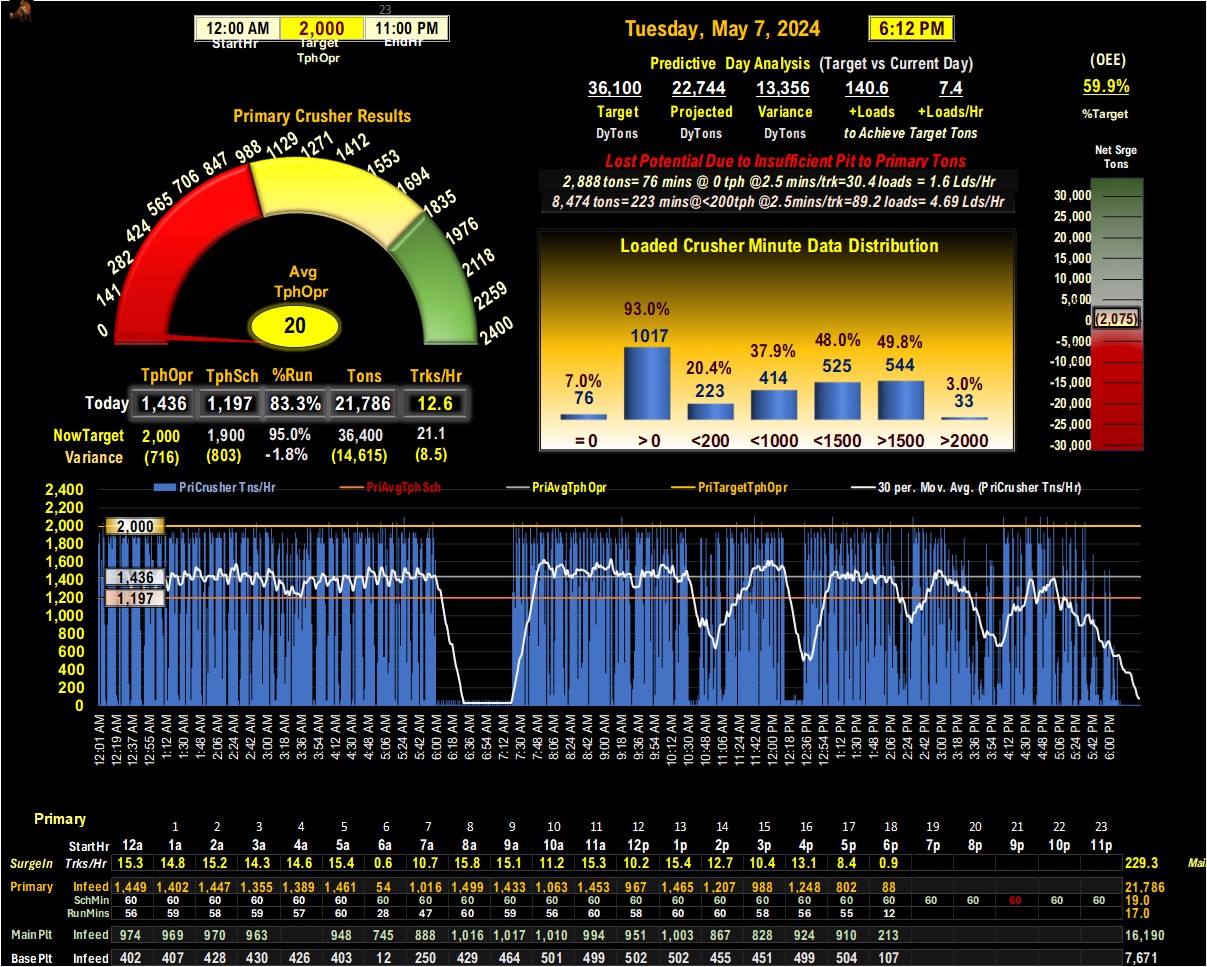 23
12:00 AM 2,000 11:00 PM
StartHr Target EndHr
TphOpr
Tuesday, May 7, 2024 6:12 PM
Predictive Day Analysis (Target vs Current Day)
36,100 22,744 13,356 140.6 7.4
Target Projected Variance +Loads +Loads/Hr
DyTons DyTons DyTons to Achieve Target Tons
(OEE)
59.9%
%Target
Lost Potential Due to Insufficient Pit to Primary Tons
2,888 tons= 76 mins @ 0 tph @2.5 mins/trk=30.4 loads = 1.6 Lds/Hr
8,474 tons= 223 mins@<200tph @2.5mins/trk=89.2 loads= 4.69 Lds/Hr
Primary Crusher Results
0
141
282
424
565
706
847
988
1129
1271
1412
1553
1694
1835
1976
2118
2259
2400
Avg
TphOpr
20
TphOpr TphSch %Run Tons Trks/Hr
Today 1,436 1,197 83.3% 21,786 12.6
NowTarget 2,000 1,900 95.0% 36,400 21.1
Variance (716) (803) -1.8% (14,615) (8.5)
Loaded Crusher Minute Data Distribution
7.0% 93.0% 20.4% 37.9% 48.0% 49.8% 3.0%
76 1017 223 414 525 544 33
= 0 > 0 <200 <1000 <1500 >1500 >2000
Net Srge
Tons
30,000
25,000
20,000
15,000
10,000
5,000
0 (2,075)
-5,000
-10,000
-15,000
-20,000
-25,000
-30,000
PriCrusher Tns/Hr PriAvgTphSch PriAvgTphOpr PriTargetTphOpr 30 per. Mov. Avg. (PriCrusher Tns/Hr)
2,400
2,200
2,000 2,000
1,800
1,600
1,400 1,436
1,200 1,197
1,000
800
600
400
200
0
12:01 AM 12:19 AM 12:37 AM 12:55 AM 1:12 AM 1:30 AM 1:48 AM 2:06 AM 2:24 AM 2:42 AM 3:00 AM 3:18 AM 3:36 AM 3:54 AM 4:12 AM 4:30 AM 4:48 AM 5:06 AM 5:24 AM 5:42 AM 6:00 AM 6:18 AM 6:36 AM 6:54 AM 7:12 AM 7:30 AM 7:48 AM 8:06 AM 8:24 AM 8:42 AM 9:00 AM 9:18 AM 9:36 AM 9:54 AM 10:12 AM 10:30 AM 10:48 AM 11:06 AM 11:24 AM 11:42 AM 12:00 PM 12:18 PM 12:36 PM 12:54 PM 1:12 PM 1:30 PM 1:48 PM 2:06 PM 2:24 PM 2:42 PM 3:00 PM 3:18 PM 3:36 PM 3:54 PM 4:12 PM 4:30 PM 4:48 PM 5:06 PM 5:24 PM 5:42 PM 6:00 PM
Primary
1 2 3 4 5 6 7 8 9 10 11 12 13 14 15 16 17 18 19 20 21 22 23
StartHr 12a 1a 2a 3a 4a 5a 6a 7a 8a 9a 10a 11a 12p 1p 2p 3p 4p 5p 6p 7p 8p 9p 10p 11p
SurgeIn Trks/Hr 15.3 14.8 15.2 14.3 14.6 15.4 0.6 10.7 15.8 15.1 11.2 15.3 10.2 15.4 12.7 10.4 13.1 8.4 0.9 229.3
Primary Infeed 1,449 1,402 1,447 1,355 1,389 1,461 54 1,016 1,499 1,433 1,063 1,453 967 1,465 1,207 988 1,248 802 88 21,786
SchMin 60 60 60 60 60 60 60 60 60 60 60 60 60 60 60 60 60 60 60 60 60 60 60 60 19.0
RunMins 56 59 58 59 57 60 28 47 60 59 56 60 58 60 60 58 56 55 12 17.0
MainPlt Infeed 974 969 970 963 948 745 888 1,016 1,017 1,010 994 951 1,003 867 828 924 910 213 16,190
BasePlt Infeed 402 407 428 430 426 403 12 250 429 464 501 499 502 502 455 451 499 504 107 7,671